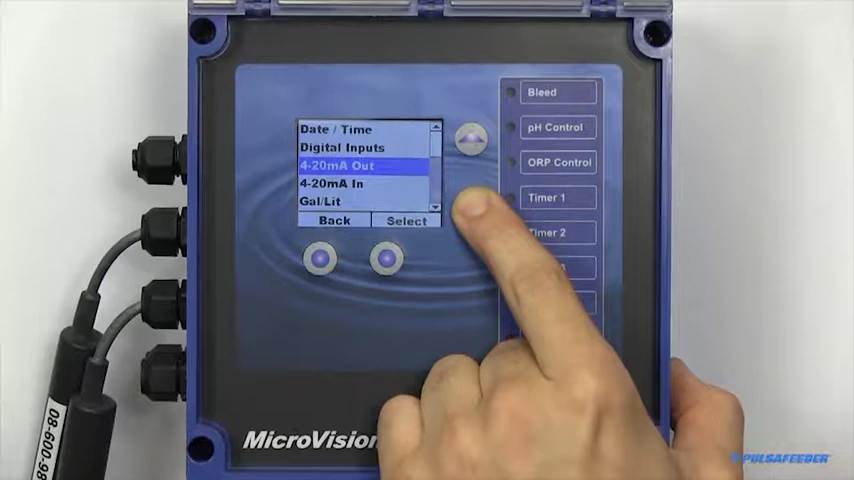 Date / Time
Digital Inputs
4-20mA Out
4-20mA In
Gal/Lit
Back
Select
Bleed
pH Control
ORP Control
Timer 1
Timer 2
MicroVision
08-600-98
PULSAFEEDER